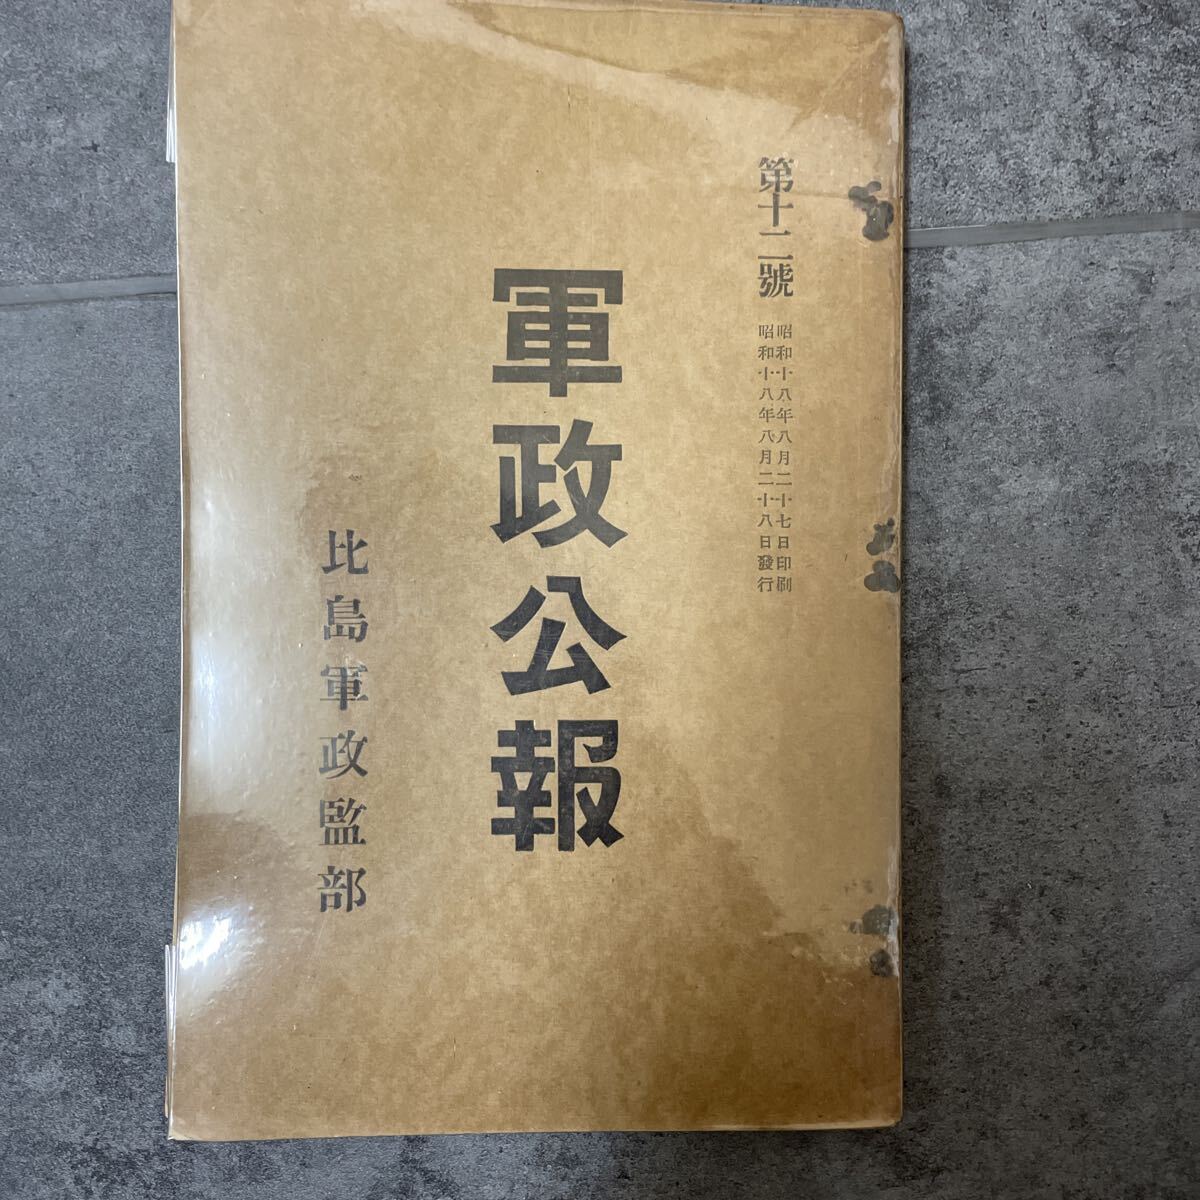 第十二號
昭和十八年八月二十七日印刷
昭和十八年八月二十八日發行
軍政公報
比島軍政監部